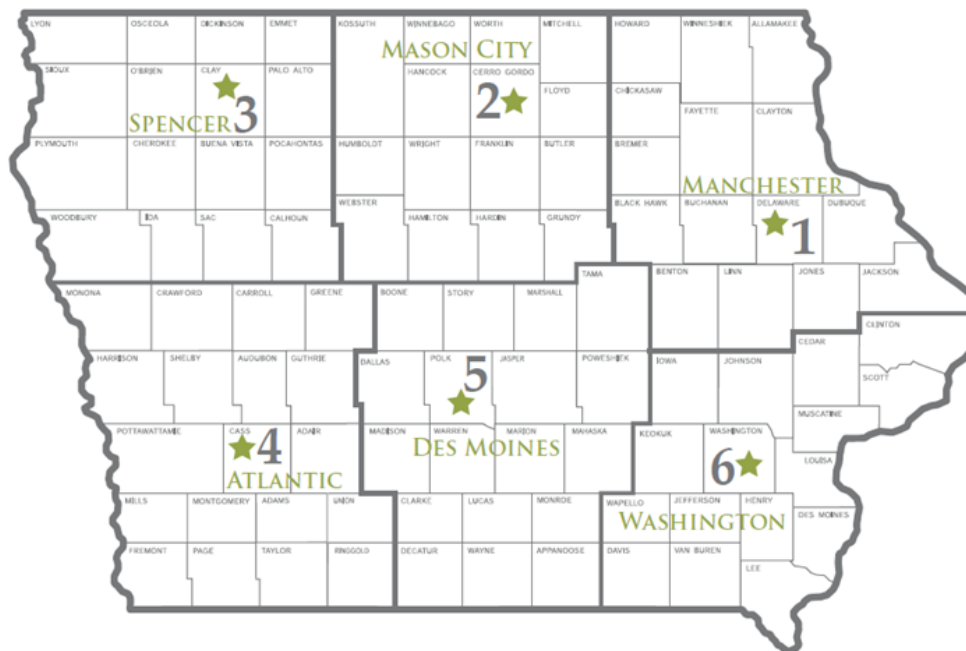 LYON OSCEOLA DICKINSON EMMET KOSSUTH WINNEBAGO WORTH MITCHELL HOWARD WINNESHIEK ALLAMAKEE
MASON CITY
SIOUX O'BRIEN CLAY PALO ALTO HANCOCK CERRO GORDO
FLOYD CHICKASAW
3 2
SPENCER
FAYETTE CLAYTON
PLYMOUTH CHEROKEE BUENA VISTA POCAHONTAS HUMBOLDT WRIGHT FRANKLIN BUTLER BREMER
MANCHESTER
WEBSTER BLACK HAWK BUCHANAN DELAWARE DUBUQUE
WOODBURY IDA SAC CALHOUN HAMILTON HARDIN GRUNDY
1
TAMA BENTON LINN JONES JACKSON
MONONA CRAWFORD CARROLL GREENE BOONE STORY MARSHALL
CLINTON
CEDAR
HARRISON SHELBY AUDUBON GUTHRIE DALLAS POLK JASPER POWESHIEK IOWA JOHNSON
5
SCOTT
MUSCATINE
POTTAWATTAMIE CASS ADAIR MADISON WARREN MARION MAHASKA KEOKUK WASHINGTON
4 DES MOINES 6
LOUISA
ATLANTIC
MILLS MONTGOMERY ADAMS UNION CLARKE LUCAS MONROE WAPELLO JEFFERSON HENRY
DES MOINES
WASHINGTON
FREMONT PAGE TAYLOR RINGGOLD DECATUR WAYNE APPANOOSE DAVIS VAN BUREN
LEE